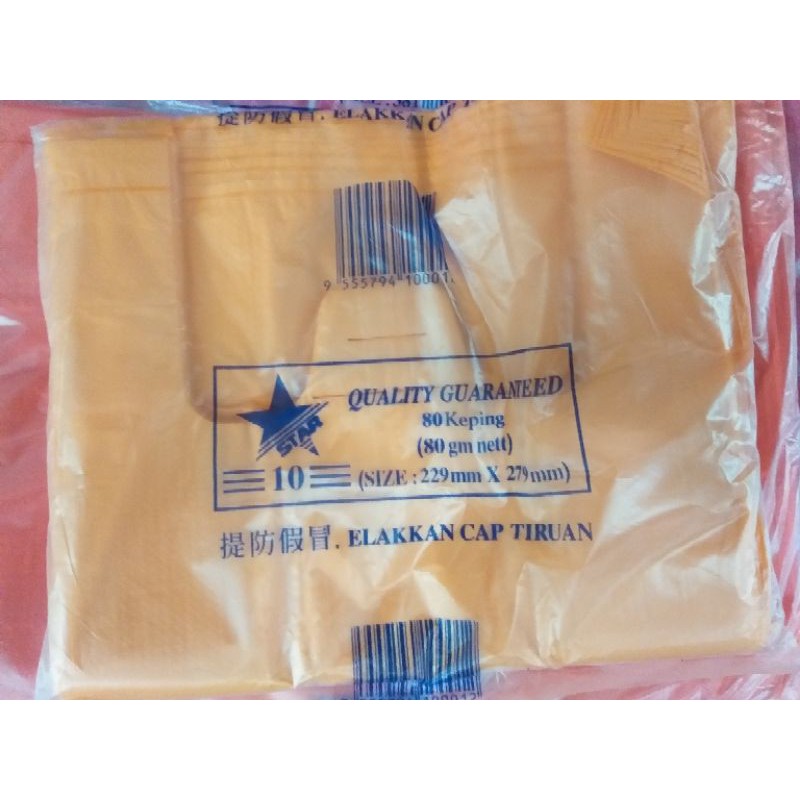 提防假冒. ELAKKAN CA
9 555794 10001
QUALITY GUARANEED
STAR
80 Keping
(80 gm nett)
10 (SIZE : 229mm X 279mm)
提防假冒. ELAKKAN CAP TIRUAN